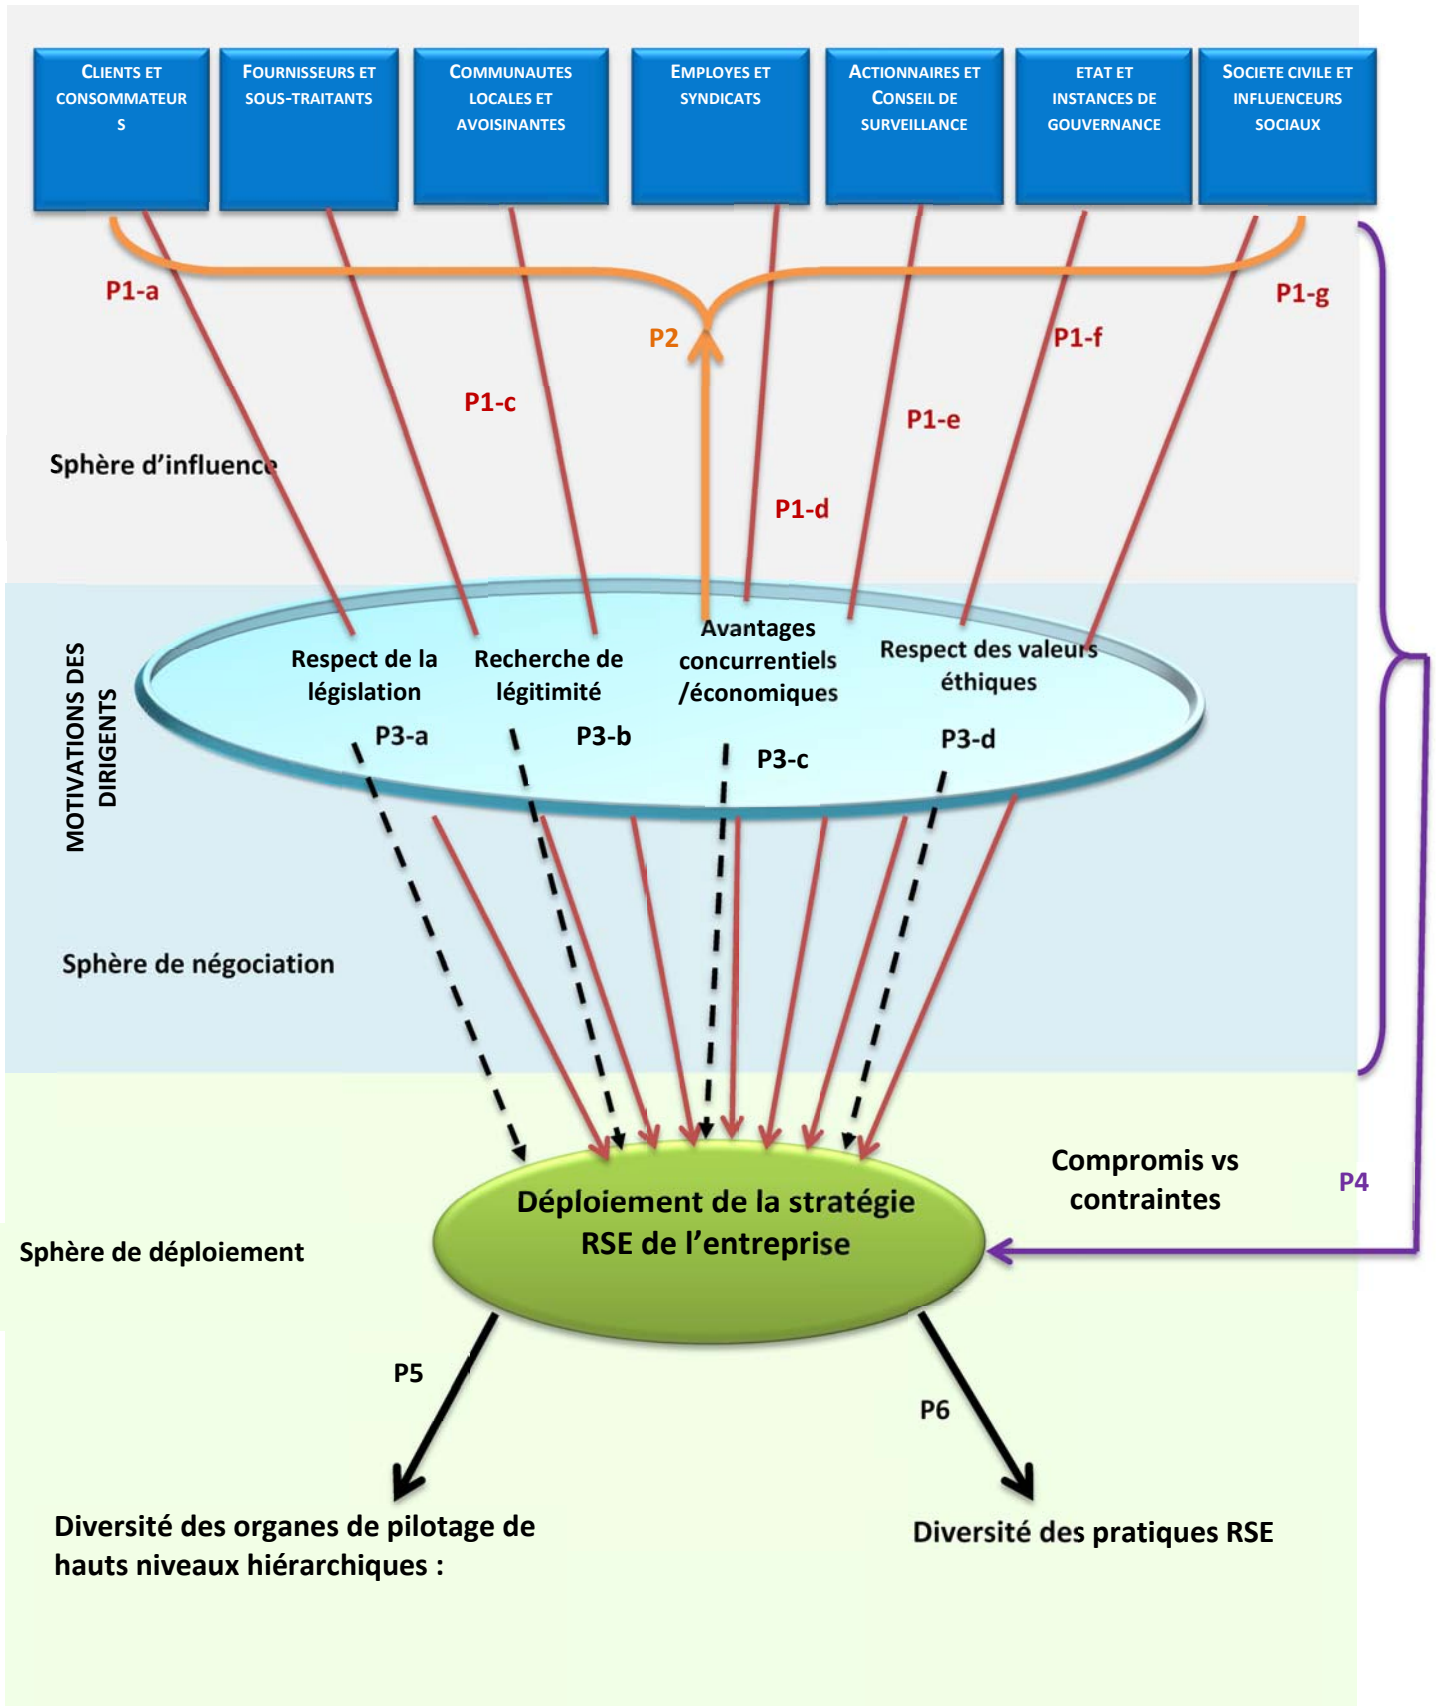 CLIENTS ET
CONSOMMATEUR
S
FOURNISSEURS ET
SOUS-TRAITANTS
COMMUNAUTES
LOCALES ET
AVOISINANTES
EMPLOYES ET
SYNDICATS
ACTIONNAIRES ET
CONSEIL DE
SURVEILLANCE
ETAT ET
INSTANCES DE
GOUVERNANCE
SOCIETE CIVILE ET
INFLUENCEURS
SOCIAUX
P1-a
P1-g
P2
P1-f
P1-c
P1-e
Sphère d'influence
P1-d
MOTIVATIONS DES
DIRIGENTS
Respect de la
législation
Recherche de
légitimité
Avantages
concurrentiels
/économiques
Respect des valeurs
éthiques
P3-a
P3-b
P3-c
P3-d
Sphère de négociation
Compromis vs
contraintes
P4
Déploiement de la stratégie
RSE de l'entreprise
Sphère de déploiement
P5
P6
Diversité des organes de pilotage de
hauts niveaux hiérarchiques :
Diversité des pratiques RSE